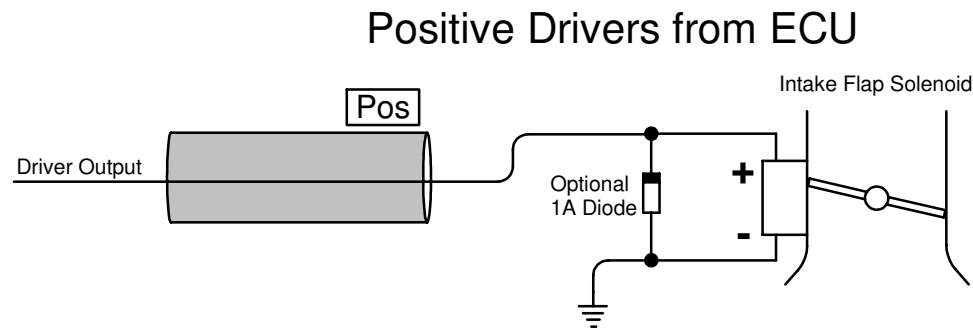 Positive Drivers from ECU
Intake Flap Solenoid
Pos
Driver Output
Optional
1A Diode
+
-